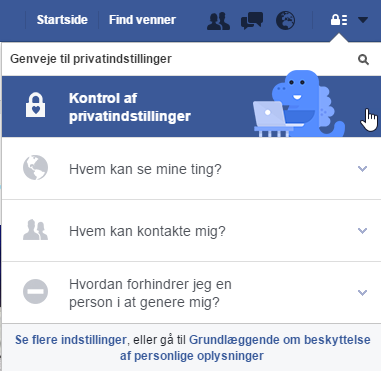 Startside Find venner
Genveje til privatindstillinger
Kontrol af
privatindstillinger
Hvem kan se mine ting?
Hvem kan kontakte mig?
Hvordan forhindrer jeg en
person i at genere mig?
Se flere indstillinger, eller gå til Grundlæggende om beskyttelse
af personlige oplysninger